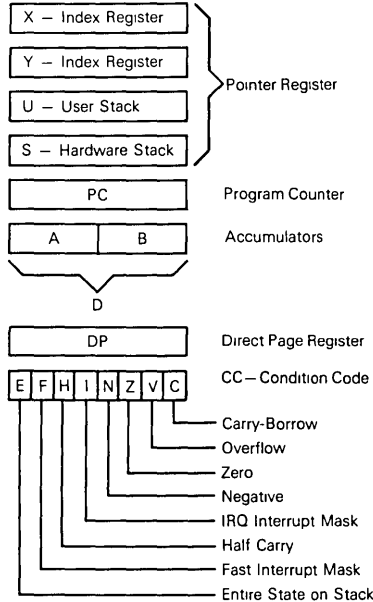 X — Index Register
Y — Index Register
U — User Stack
S — Hardware Stack
Pointer Register
PC
Program Counter
A B
Accumulators
D
DP
Direct Page Register
E F H I N Z V C
CC — Condition Code
Carry-Borrow
Overflow
Zero
Negative
IRQ Interrupt Mask
Half Carry
Fast Interrupt Mask
Entire State on Stack